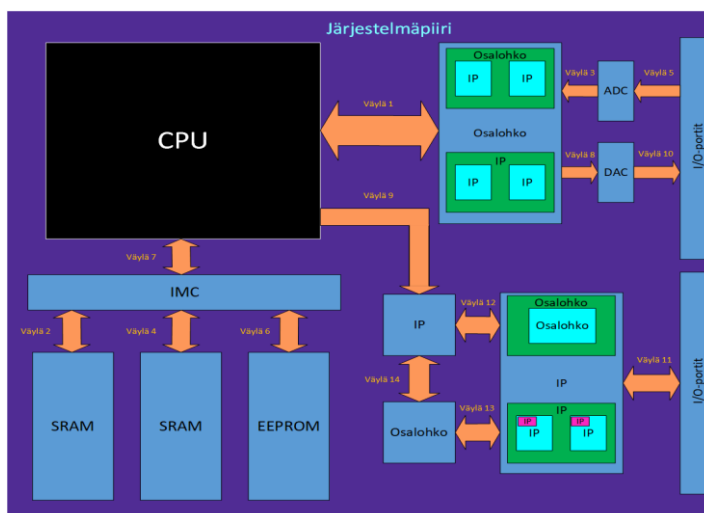 Järjestelmäpiiri
CPU
Väylä 1
Osalohko
IP
IP
Osalohko
IP
IP
IP
Väylä 3
ADC
Väylä 5
Väylä 8
DAC
Väylä 10
I/O-portit
Väylä 9
Väylä 7
IMC
Väylä 2
Väylä 4
Väylä 6
SRAM
SRAM
EEPROM
IP
Väylä 12
Väylä 14
Osalohko
Väylä 13
Osalohko
Osalohko
IP
IP
IP
IP
IP
IP
Väylä 11
I/O-portit